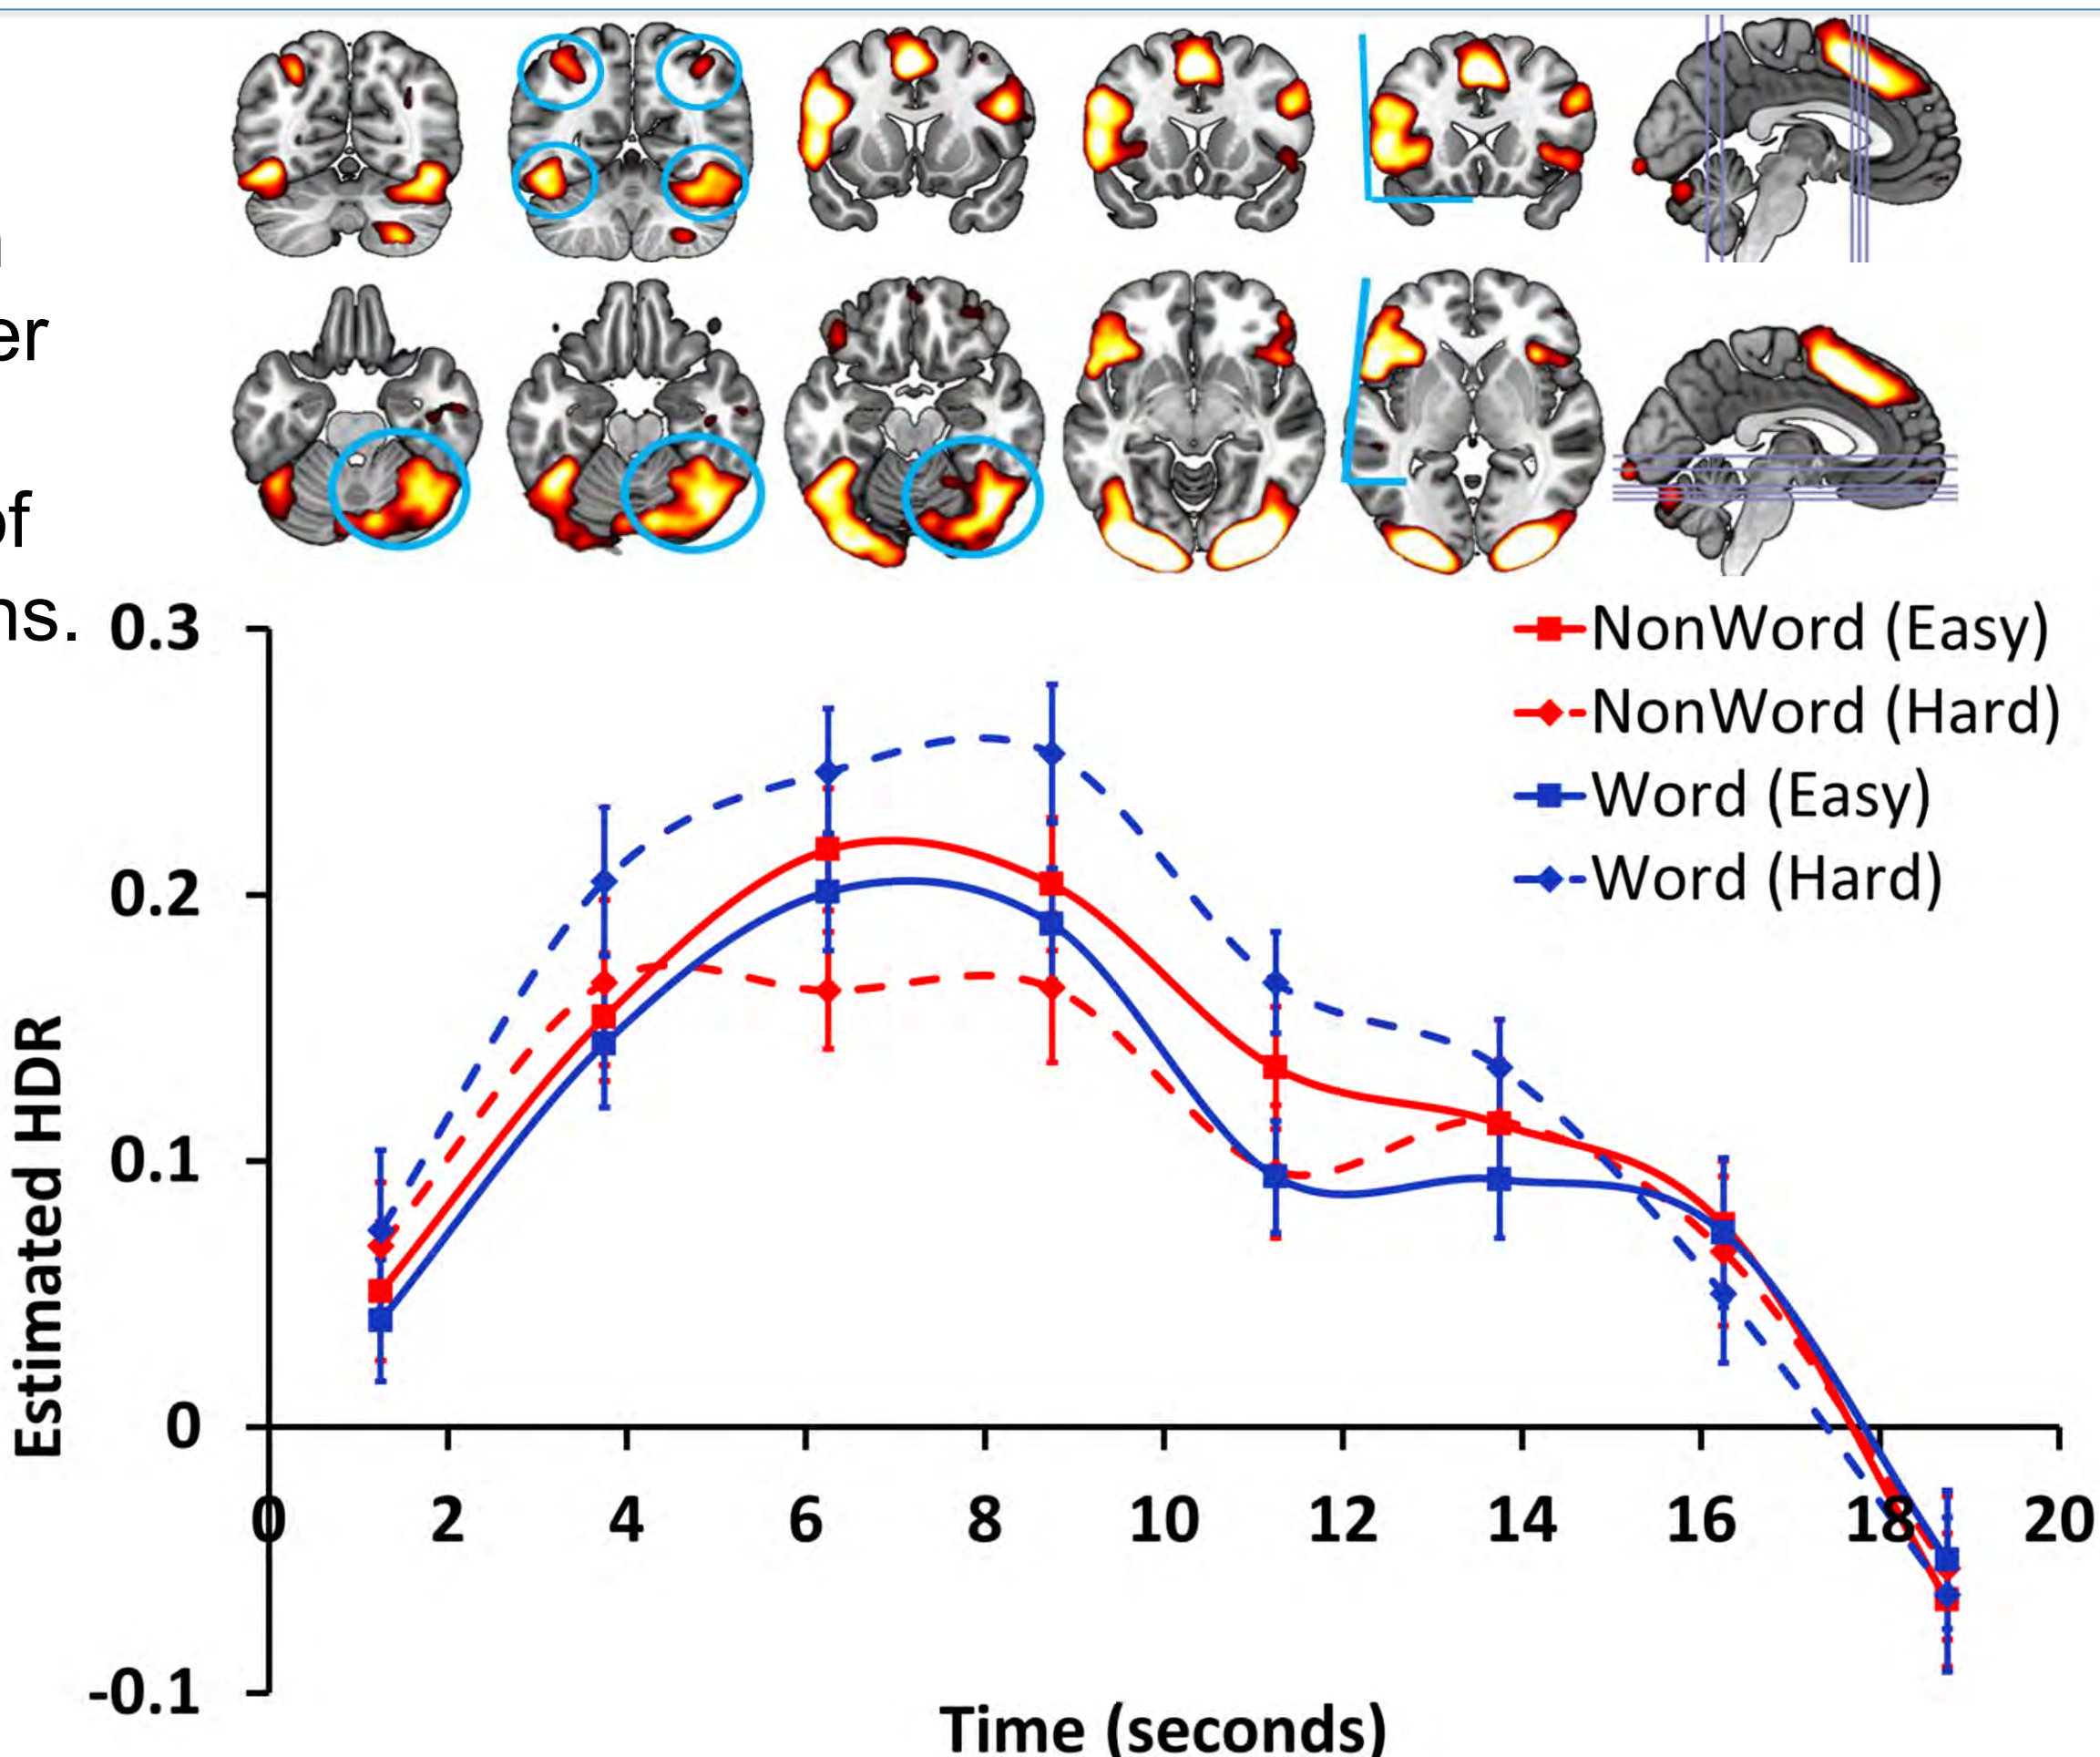 er
of
ns.
0.3
0.2
0.1
0
-0.1
Estimated HDR
NonWord (Easy)
NonWord (Hard)
Word (Easy)
Word (Hard)
0 2 4 6 8 10 12 14 16 18 20
Time (seconds)